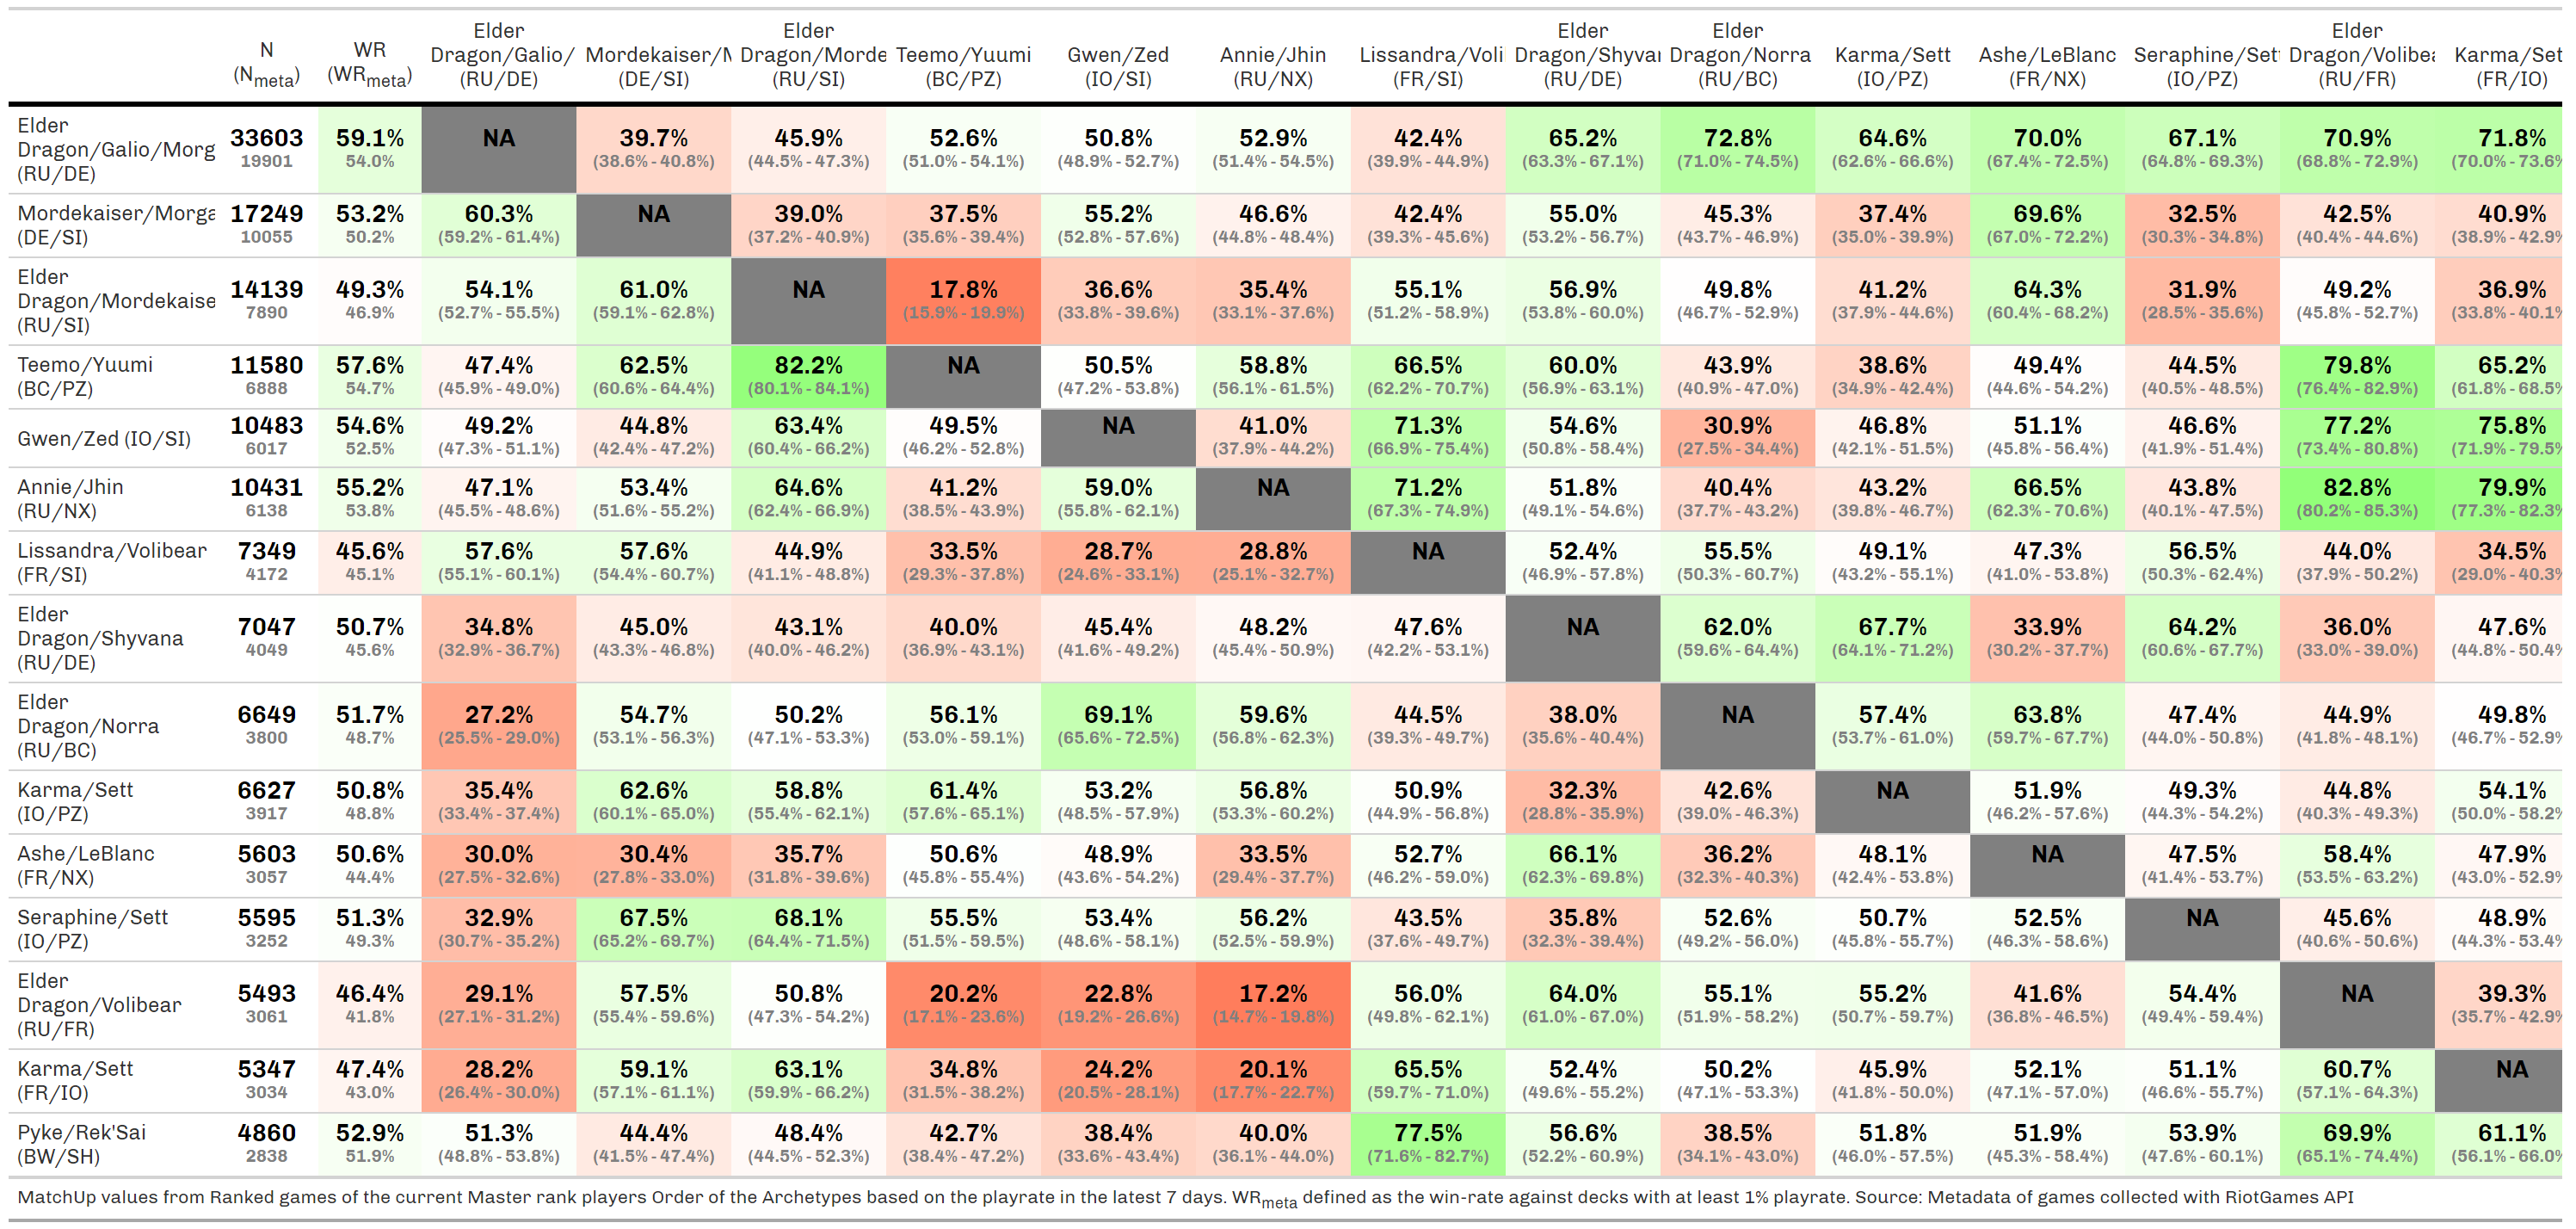 Elder Elder Elder Elder Elder
N WR Dragon/Galio/ Mordekaiser/M Dragon/Morde Teemo/Yuumi Gwen/Zed Annie/Jhin Lissandra/Voli Dragon/Shyva Dragon/Norra Karma/Sett Ashe/LeBlanc Seraphine/Set Dragon/Volibe Karma/Set
(Nmeta) (WRmeta) (RU/DE) (DE/SI) (RU/SI) (BC/PZ) (IO/SI) (RU/NX) (FR/SI) (RU/DE) (RU/BC) (IO/PZ) (FR/NX) (IO/PZ) (RU/FR) (FR/IO)
Elder
Dragon/Galio/Morg
(RU/DE)
33603 59.1% NA 39.7% 45.9% 52.6% 50.8% 52.9% 42.4% 65.2% 72.8% 64.6% 70.0% 67.1% 70.9% 71.8%
19901 54.0% (38.6% - 40.8%) (44.5% - 47.3%) (51.0% - 54.1%) (48.9% - 52.7%) (51.4% - 54.5%) (39.9% - 44.9%) (63.3% - 67.1%) (71.0% - 74.5%) (62.6% - 66.6%) (67.4% - 72.5%) (64.8% - 69.3%) (68.8% - 72.9%) (70.0% - 73.6%
Mordekaiser/Morga
(DE/SI)
17249 53.2% 60.3% NA 39.0% 37.5% 55.2% 46.6% 42.4% 55.0% 45.3% 37.4% 69.6% 32.5% 42.5% 40.9%
10055 50.2% (59.2% - 61.4%) (37.2% - 40.9%) (35.6% - 39.4%) (52.8% - 57.6%) (44.8% - 48.4%) (39.3% - 45.6%) (53.2% - 56.7%) (43.7% - 46.9%) (35.0% - 39.9%) (67.0% - 72.2%) (30.3% - 34.8%) (40.4% - 44.6%) (38.9% - 42.9%
Elder
Dragon/Mordekaise
(RU/SI)
14139 49.3% 54.1% 61.0% NA 17.8% 36.6% 35.4% 55.1% 56.9% 49.8% 41.2% 64.3% 31.9% 49.2% 36.9%
7890 46.9% (52.7% - 55.5%) (59.1% - 62.8%) (15.9% - 19.9%) (33.8% - 39.6%) (33.1% - 37.6%) (51.2% - 58.9%) (53.8% - 60.0%) (46.7% - 52.9%) (37.9% - 44.6%) (60.4% - 68.2%) (28.5% - 35.6%) (45.8% - 52.7%) (33.8% - 40.1%
Teemo/Yuumi
(BC/PZ)
11580 57.6% 47.4% 62.5% 82.2% NA 50.5% 58.8% 66.5% 60.0% 43.9% 38.6% 49.4% 44.5% 79.8% 65.2%
6888 54.7% (45.9% - 49.0%) (60.6% - 64.4%) (80.1% - 84.1%) (47.2% - 53.8%) (56.1% - 61.5%) (62.2% - 70.7%) (56.9% - 63.1%) (40.9% - 47.0%) (34.9% - 42.4%) (44.6% - 54.2%) (40.5% - 48.5%) (76.4% - 82.9%) (61.8% - 68.5%
Gwen/Zed (IO/SI)
10483 54.6% 49.2% 44.8% 63.4% 49.5% NA 41.0% 71.3% 54.6% 30.9% 46.8% 51.1% 46.6% 77.2% 75.8%
6017 52.5% (47.3% - 51.1%) (42.4% - 47.2%) (60.4% - 66.2%) (46.2% - 52.8%) (37.9% - 44.2%) (66.9% - 75.4%) (50.8% - 58.4%) (27.5% - 34.4%) (42.1% - 51.5%) (45.8% - 56.4%) (41.9% - 51.4%) (73.4% - 80.8%) (71.9% - 79.5%
Annie/Jhin
(RU/NX)
10431 55.2% 47.1% 53.4% 64.6% 41.2% 59.0% NA 71.2% 51.8% 40.4% 43.2% 66.5% 43.8% 82.8% 79.9%
6138 53.8% (45.5% - 48.6%) (51.6% - 55.2%) (62.4% - 66.9%) (38.5% - 43.9%) (55.8% - 62.1%) (67.3% - 74.9%) (49.1% - 54.6%) (37.7% - 43.2%) (39.8% - 46.7%) (62.3% - 70.6%) (40.1% - 47.5%) (80.2% - 85.3%) (77.3% - 82.3%
Lissandra/Volibear
(FR/SI)
7349 45.6% 57.6% 57.6% 44.9% 33.5% 28.7% 28.8% NA 52.4% 55.5% 49.1% 47.3% 56.5% 44.0% 34.5%
4172 45.1% (55.1% - 60.1%) (54.4% - 60.7%) (41.1% - 48.8%) (29.3% - 37.8%) (24.6% - 33.1%) (25.1% - 32.7%) (46.9% - 57.8%) (50.3% - 60.7%) (43.2% - 55.1%) (41.0% - 53.8%) (50.3% - 62.4%) (37.9% - 50.2%) (29.0% - 40.3%
Elder
Dragon/Shyvana
(RU/DE)
7047 50.7% 34.8% 45.0% 43.1% 40.0% 45.4% 48.2% 47.6% NA 62.0% 67.7% 33.9% 64.2% 36.0% 47.6%
4049 45.6% (32.9% - 36.7%) (43.3% - 46.8%) (40.0% - 46.2%) (36.9% - 43.1%) (41.6% - 49.2%) (45.4% - 50.9%) (42.2% - 53.1%) (59.6% - 64.4%) (64.1% - 71.2%) (30.2% - 37.7%) (60.6% - 67.7%) (33.0% - 39.0%) (44.8% - 50.4%
Elder
Dragon/Norra
(RU/BC)
6649 51.7% 27.2% 54.7% 50.2% 56.1% 69.1% 59.6% 44.5% 38.0% NA 57.4% 63.8% 47.4% 44.9% 49.8%
3800 48.7% (25.5% - 29.0%) (53.1% - 56.3%) (47.1% - 53.3%) (53.0% - 59.1%) (65.6% - 72.5%) (56.8% - 62.3%) (39.3% - 49.7%) (35.6% - 40.4%) (53.7% - 61.0%) (59.7% - 67.7%) (44.0% - 50.8%) (41.8% - 48.1%) (46.7% - 52.9%
Karma/Sett
(IO/PZ)
6627 50.8% 35.4% 62.6% 58.8% 61.4% 53.2% 56.8% 50.9% 32.3% 42.6% NA 51.9% 49.3% 44.8% 54.1%
3917 48.8% (33.4% - 37.4%) (60.1% - 65.0%) (55.4% - 62.1%) (57.6% - 65.1%) (48.5% - 57.9%) (53.3% - 60.2%) (44.9% - 56.8%) (28.8% - 35.9%) (39.0% - 46.3%) (46.2% - 57.6%) (44.3% - 54.2%) (40.3% - 49.3%) (50.0% - 58.2%
Ashe/LeBlanc
(FR/NX)
5603 50.6% 30.0% 30.4% 35.7% 50.6% 48.9% 33.5% 52.7% 66.1% 36.2% 48.1% NA 47.5% 58.4% 47.9%
3057 44.4% (27.5% - 32.6%) (27.8% - 33.0%) (31.8% - 39.6%) (45.8% - 55.4%) (43.6% - 54.2%) (29.4% - 37.7%) (46.2% - 59.0%) (62.3% - 69.8%) (32.3% - 40.3%) (42.4% - 53.8%) (41.4% - 53.7%) (53.5% - 63.2%) (43.0% - 52.9%
Seraphine/Sett
(IO/PZ)
5595 51.3% 32.9% 67.5% 68.1% 55.5% 53.4% 56.2% 43.5% 35.8% 52.6% 50.7% 52.5% NA 45.6% 48.9%
3252 49.3% (30.7% - 35.2%) (65.2% - 69.7%) (64.4% - 71.5%) (51.5% - 59.5%) (48.6% - 58.1%) (52.5% - 59.9%) (37.6% - 49.7%) (32.3% - 39.4%) (49.2% - 56.0%) (45.8% - 55.7%) (46.3% - 58.6%) (40.6% - 50.6%) (44.3% - 53.4%
Elder
Dragon/Volibear
(RU/FR)
5493 46.4% 29.1% 57.5% 50.8% 20.2% 22.8% 17.2% 56.0% 64.0% 55.1% 55.2% 41.6% 54.4% NA 39.3%
3061 41.8% (27.1% - 31.2%) (55.4% - 59.6%) (47.3% - 54.2%) (17.1% - 23.6%) (19.2% - 26.6%) (14.7% - 19.8%) (49.8% - 62.1%) (61.0% - 67.0%) (51.9% - 58.2%) (50.7% - 59.7%) (36.8% - 46.5%) (49.4% - 59.4%) (35.7% - 42.9%
Karma/Sett
(FR/IO)
5347 47.4% 28.2% 59.1% 63.1% 34.8% 24.2% 20.1% 65.5% 52.4% 50.2% 45.9% 52.1% 51.1% 60.7% NA
3034 43.0% (26.4% - 30.0%) (57.1% - 61.1%) (59.9% - 66.2%) (31.5% - 38.2%) (20.5% - 28.1%) (17.7% - 22.7%) (59.7% - 71.0%) (49.6% - 55.2%) (47.1% - 53.3%) (41.8% - 50.0%) (47.1% - 57.0%) (46.6% - 55.7%) (57.1% - 64.3%)
Pyke/Rek'Sai
(BW/SH)
4860 52.9% 51.3% 44.4% 48.4% 42.7% 38.4% 40.0% 77.5% 56.6% 38.5% 51.8% 51.9% 53.9% 69.9% 61.1%
2838 51.9% (48.8% - 53.8%) (41.5% - 47.4%) (44.5% - 52.3%) (38.4% - 47.2%) (33.6% - 43.4%) (36.1% - 44.0%) (71.6% - 82.7%) (52.2% - 60.9%) (34.1% - 43.0%) (46.0% - 57.5%) (45.3% - 58.4%) (47.6% - 60.1%) (65.1% - 74.4%) (56.1% - 66.0%
MatchUp values from Ranked games of the current Master rank players Order of the Archetypes based on the playrate in the latest 7 days. WRmeta defined as the win-rate against decks with at least 1% playrate. Source: Metadata of games collected with RiotGames API